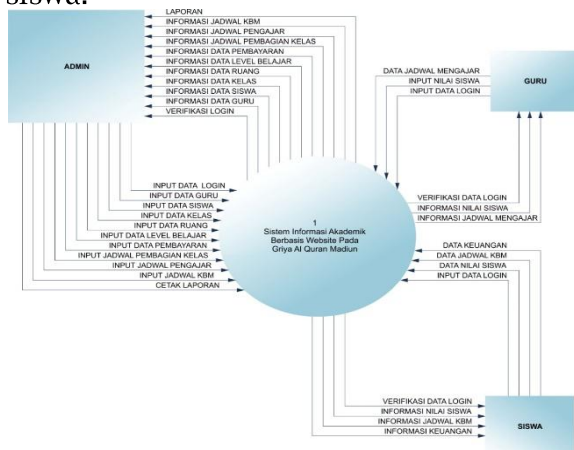 siswa.
LAPORAN
INFORMASI JADWAL KBM
INFORMASI JADWAL PENGAJAR
INFORMASI JADWAL PEMBAGIAN KELAS
INFORMASI DATA PEMBAYARAN
INFORMASI DATA LEVEL BELAJAR
INFORMASI DATA RUANG
INFORMASI DATA KELAS
INFORMASI DATA SISWA
INFORMASI DATA GURU
VERIFIKASI LOGIN
ADMIN
DATA JADWAL MENGAJAR
INPUT NILAI SISWA
INPUT DATA LOGIN
GURU
INPUT DATA LOGIN
INPUT DATA GURU
INPUT DATA SISWA
INPUT DATA KELAS
INPUT DATA RUANG
INPUT DATA LEVEL BELAJAR
INPUT DATA PEMBAYARAN
INPUT JADWAL PEMBAGIAN KELAS
INPUT JADWAL PENGAJAR
INPUT JADWAL KBM
CETAK LAPORAN
1
Sistem Informasi Akademik
Berbasis Website Pada
Griya Al Quran Madiun
VERIFIKASI DATA LOGIN
INFORMASI NILAI SISWA
INFORMASI JADWAL MENGAJAR
DATA KEUANGAN
DATA JADWAL KBM
DATA NILAI SISWA
INPUT DATA LOGIN
VERIFIKASI DATA LOGIN
INFORMASI NILAI SISWA
INFORMASI JADWAL KBM
INFORMASI KEUANGAN
SISWA